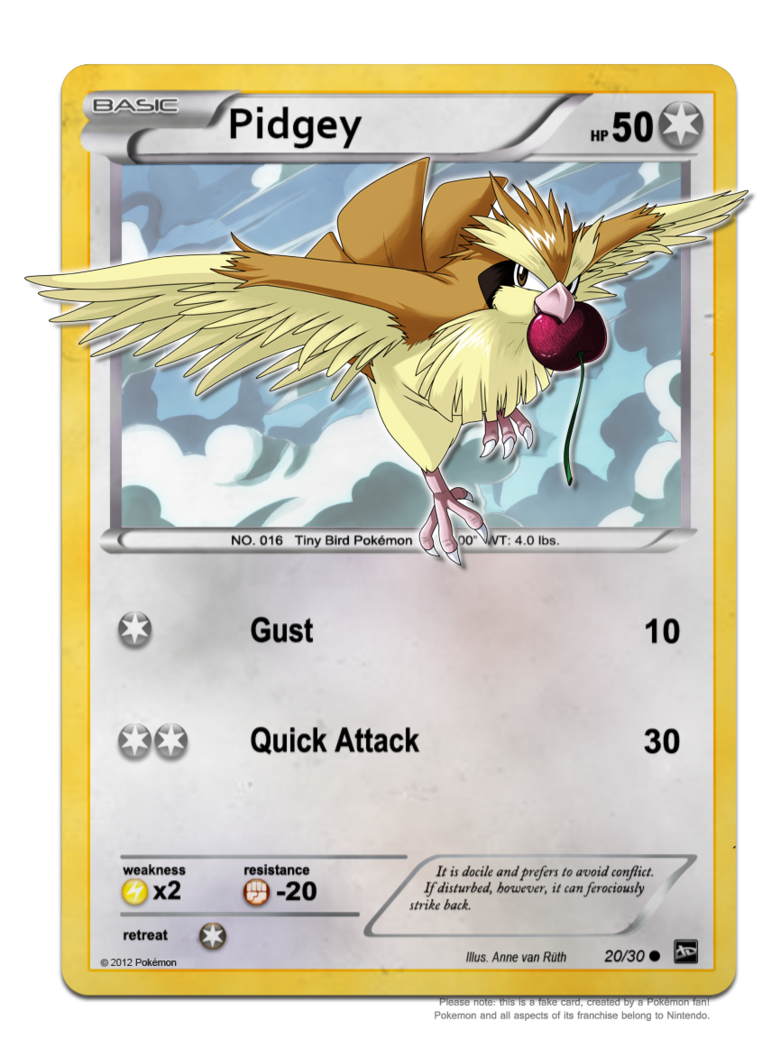 BASIC
Pidgey
HP 50
NO. 016 Tiny Bird Pokémon 00" WT: 4.0 lbs.
Gust 10
Quick Attack 30
weakness resistance
x2 -20
It is docile and prefers to avoid conflict.
If disturbed, however, it can ferociously
strike back.
retreat
© 2012 Pokémon
Illus. Anne van Rüth 20/30
Please note: this is a fake card, created by a Pokémon fan!
Pokemon and all aspects of its franchise belong to Nintendo.